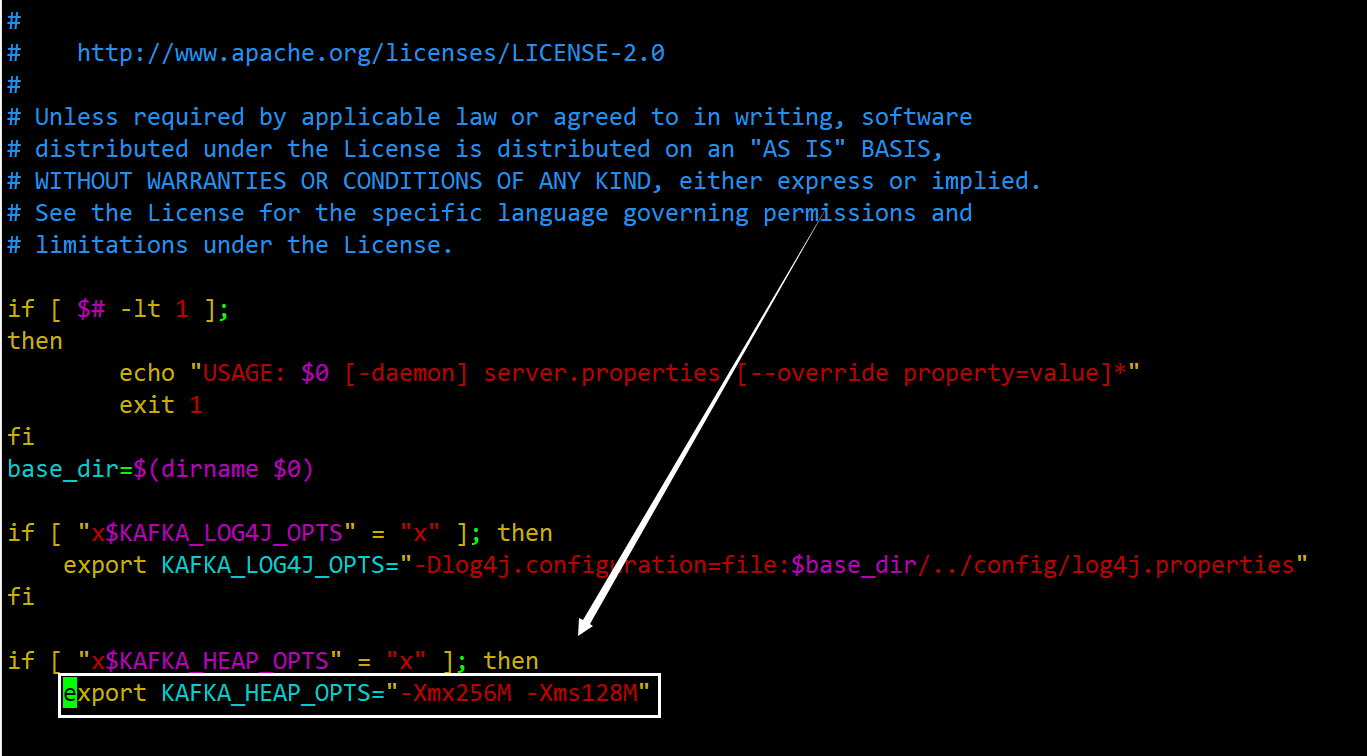 #
#    http://www.apache.org/licenses/LICENSE-2.0
#
# Unless required by applicable law or agreed to in writing, software
# distributed under the License is distributed on an "AS IS" BASIS,
# WITHOUT WARRANTIES OR CONDITIONS OF ANY KIND, either express or implied.
# See the License for the specific language governing permissions and
# limitations under the License.

if [ $# -lt 1 ];
then
        echo "USAGE: $0 [-daemon] server.properties [--override property=value]*"
        exit 1
fi
base_dir=$(dirname $0)

if [ "x$KAFKA_LOG4J_OPTS" = "x" ]; then
    export KAFKA_LOG4J_OPTS="-Dlog4j.configuration=file:$base_dir/../config/log4j.properties"
fi

if [ "x$KAFKA_HEAP_OPTS" = "x" ]; then
    export KAFKA_HEAP_OPTS="-Xmx256M -Xms128M"